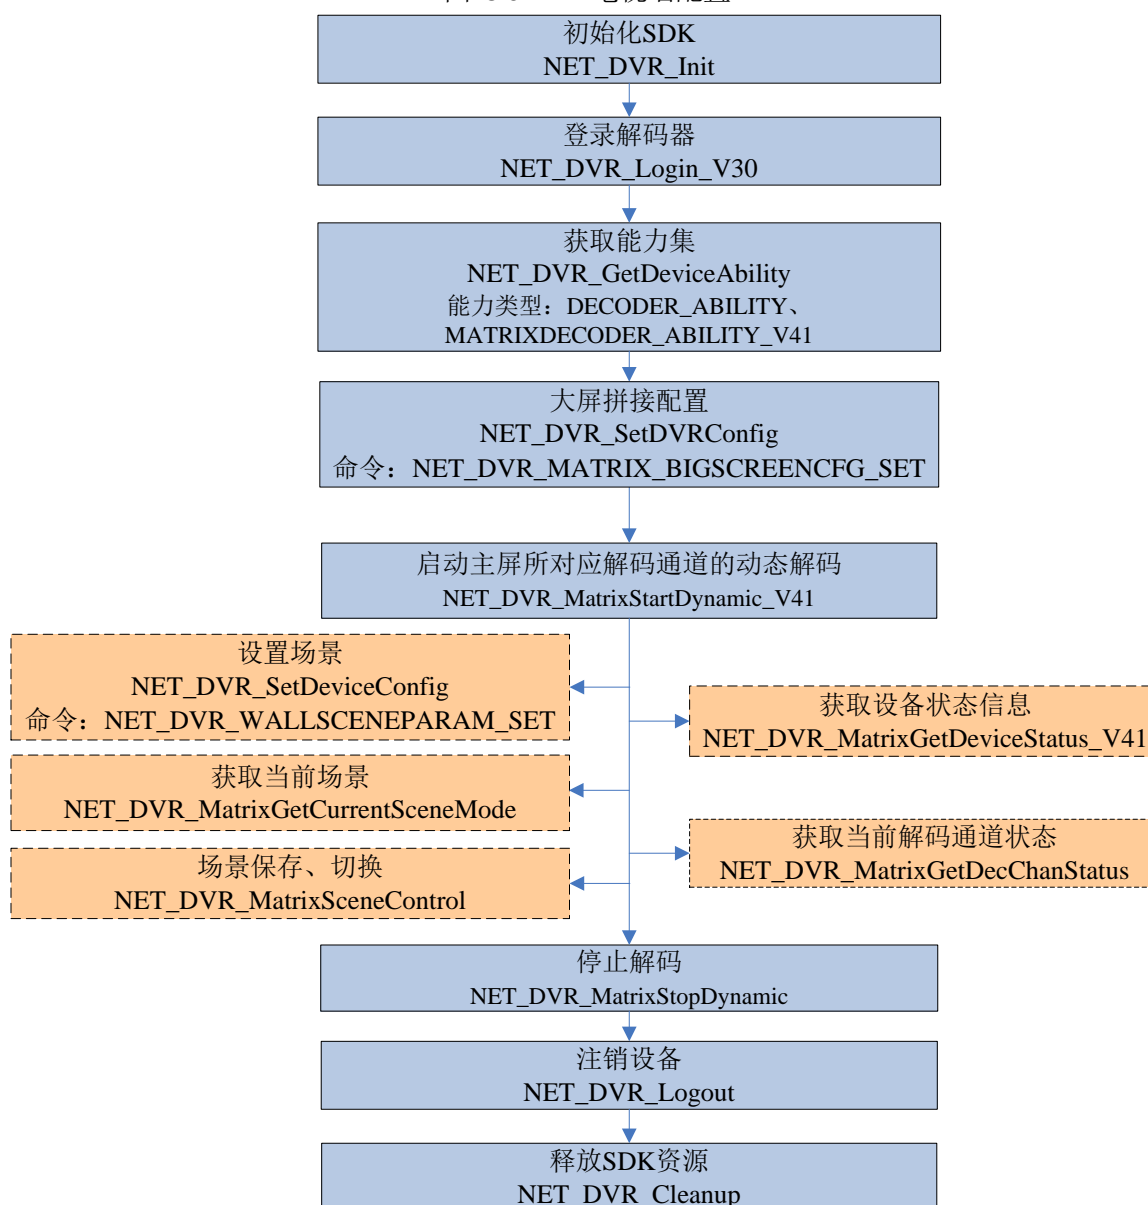 初始化SDK
NET_DVR_Init
登录解码器
NET_DVR_Login_V30
获取能力集
NET_DVR_GetDeviceAbility
能力类型：DECODER_ABILITY、
MATRIXDECODER_ABILITY_V41
大屏拼接配置
NET_DVR_SetDVRConfig
命令：NET_DVR_MATRIX_BIGSCREENCFG_SET
启动主屏所对应解码通道的动态解码
NET_DVR_MatrixStartDynamic_V41
设置场景
NET_DVR_SetDeviceConfig
命令：NET_DVR_WALLSCENEPARAM_SET
获取设备状态信息
NET_DVR_MatrixGetDeviceStatus_V41
获取当前场景
NET_DVR_MatrixGetCurrentSceneMode
获取当前解码通道状态
NET_DVR_MatrixGetDecChanStatus
场景保存、切换
NET_DVR_MatrixSceneControl
停止解码
NET_DVR_MatrixStopDynamic
注销设备
NET_DVR_Logout
释放SDK资源
NET_DVR_Cleanup